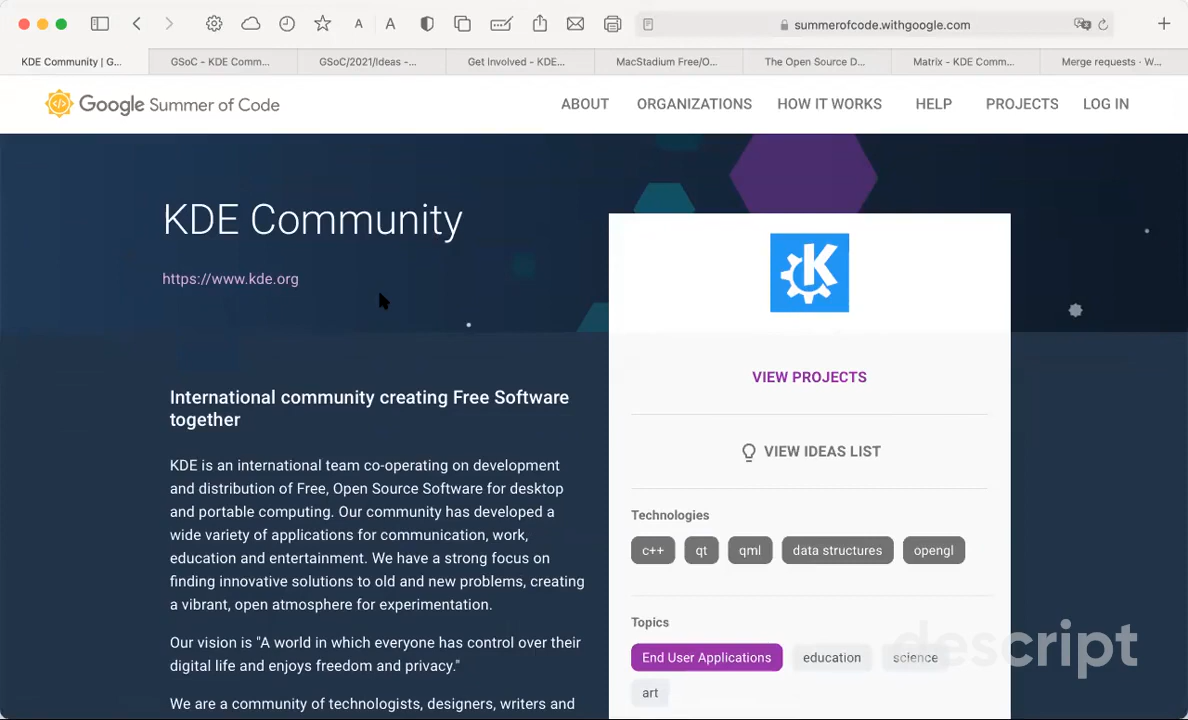 A A
summerofcode.withgoogle.com
KDE Community | G...
GSoC - KDE Comm...
GSoC/2021/Ideas -...
Get Involved - KDE...
MacStadium Free/O...
The Open Source D...
Matrix - KDE Comm...
Merge requests · W...
Google Summer of Code
ABOUT
ORGANIZATIONS
HOW IT WORKS
HELP
PROJECTS
LOG IN
KDE Community
https://www.kde.org
K
VIEW PROJECTS
International community creating Free Software
together
VIEW IDEAS LIST
KDE is an international team co-operating on development
and distribution of Free, Open Source Software for desktop
and portable computing. Our community has developed a
wide variety of applications for communication, work,
education and entertainment. We have a strong focus on
finding innovative solutions to old and new problems, creating
a vibrant, open atmosphere for experimentation.
Our vision is "A world in which everyone has control over their
digital life and enjoys freedom and privacy."
We are a community of technologists, designers, writers and
Technologies
c++
qt
qml
data structures
opengl
Topics
End User Applications
education
science
art
descript